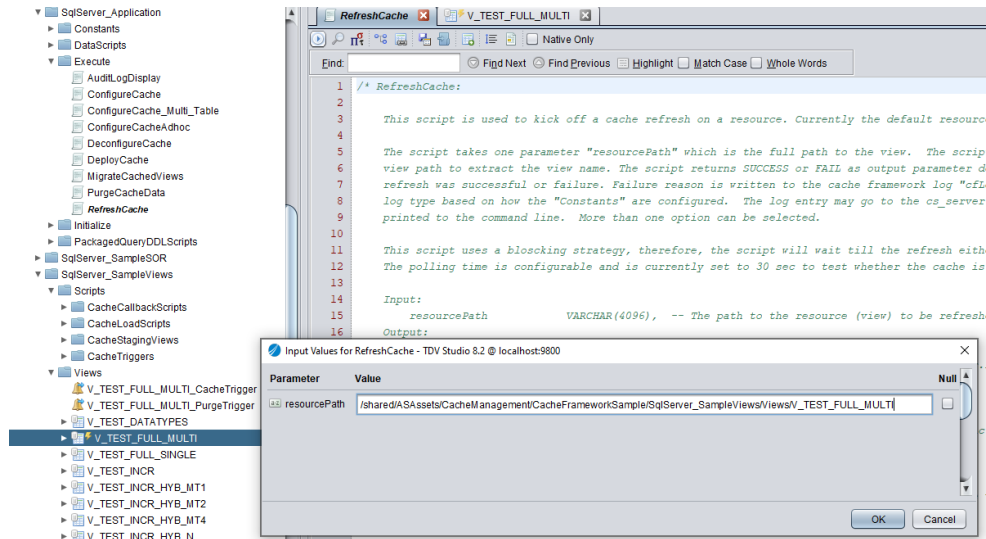 SqlServer_Application
Constants
DataScripts
Execute
AuditLogDisplay
ConfigureCache
ConfigureCache_Multi_Table
ConfigureCacheAdhoc
DeconfigureCache
DeployCache
MigrateCachedViews
PurgeCacheData
RefreshCache
Initialize
PackagedQueryDDLScripts
SqlServer_SampleSOR
SqlServer_SampleViews
Scripts
CacheCallbackScripts
CacheLoadScripts
CacheStagingViews
CacheTriggers
Views
V_TEST_FULL_MULTI_CacheTrigger
V_TEST_FULL_MULTI_PurgeTrigger
V_TEST_DATATYPES
V_TEST_FULL_MULTI
V_TEST_FULL_SINGLE
V_TEST_INCR
V_TEST_INCR_HYB_MT1
V_TEST_INCR_HYB_MT2
V_TEST_INCR_HYB_MT4
V_TEST_INCR_HYB_N
RefreshCache V_TEST_FULL_MULTI
Native Only
Find: Find Next Find Previous Highlight Match Case Whole Words
1 /* RefreshCache:
2
3 This script is used to kick off a cache refresh on a resource. Currently the default resourc
4
5 The script takes one parameter "resourcePath" which is the full path to the view. The scrip
6 view path to extract the view name. The script returns SUCCESS or FAIL as output parameter d
7 refresh was successful or failure. Failure reason is written to the cache framework log "cfL
8 log type based on how the "Constants" are configured. The log entry may go to the cs_server
9 printed to the command line. More than one option can be selected.
10
11 This script uses a bloscking strategy, therefore, the script will wait till the refresh eith
12 The polling time is configurable and is currently set to 30 sec to test whether the cache is
13
14 Input:
15 resourcePath VARCHAR(4096), -- The path to the resource (view) to be refresh
16 Output:
Input Values for RefreshCache - TDV Studio 8.2 @ localhost:9800
Parameter Value Null
resourcePath /shared/ASAssets/CacheManagement/CacheFrameworkSample/SqlServer_SampleViews/Views/V_TEST_FULL_MULTI
OK Cancel